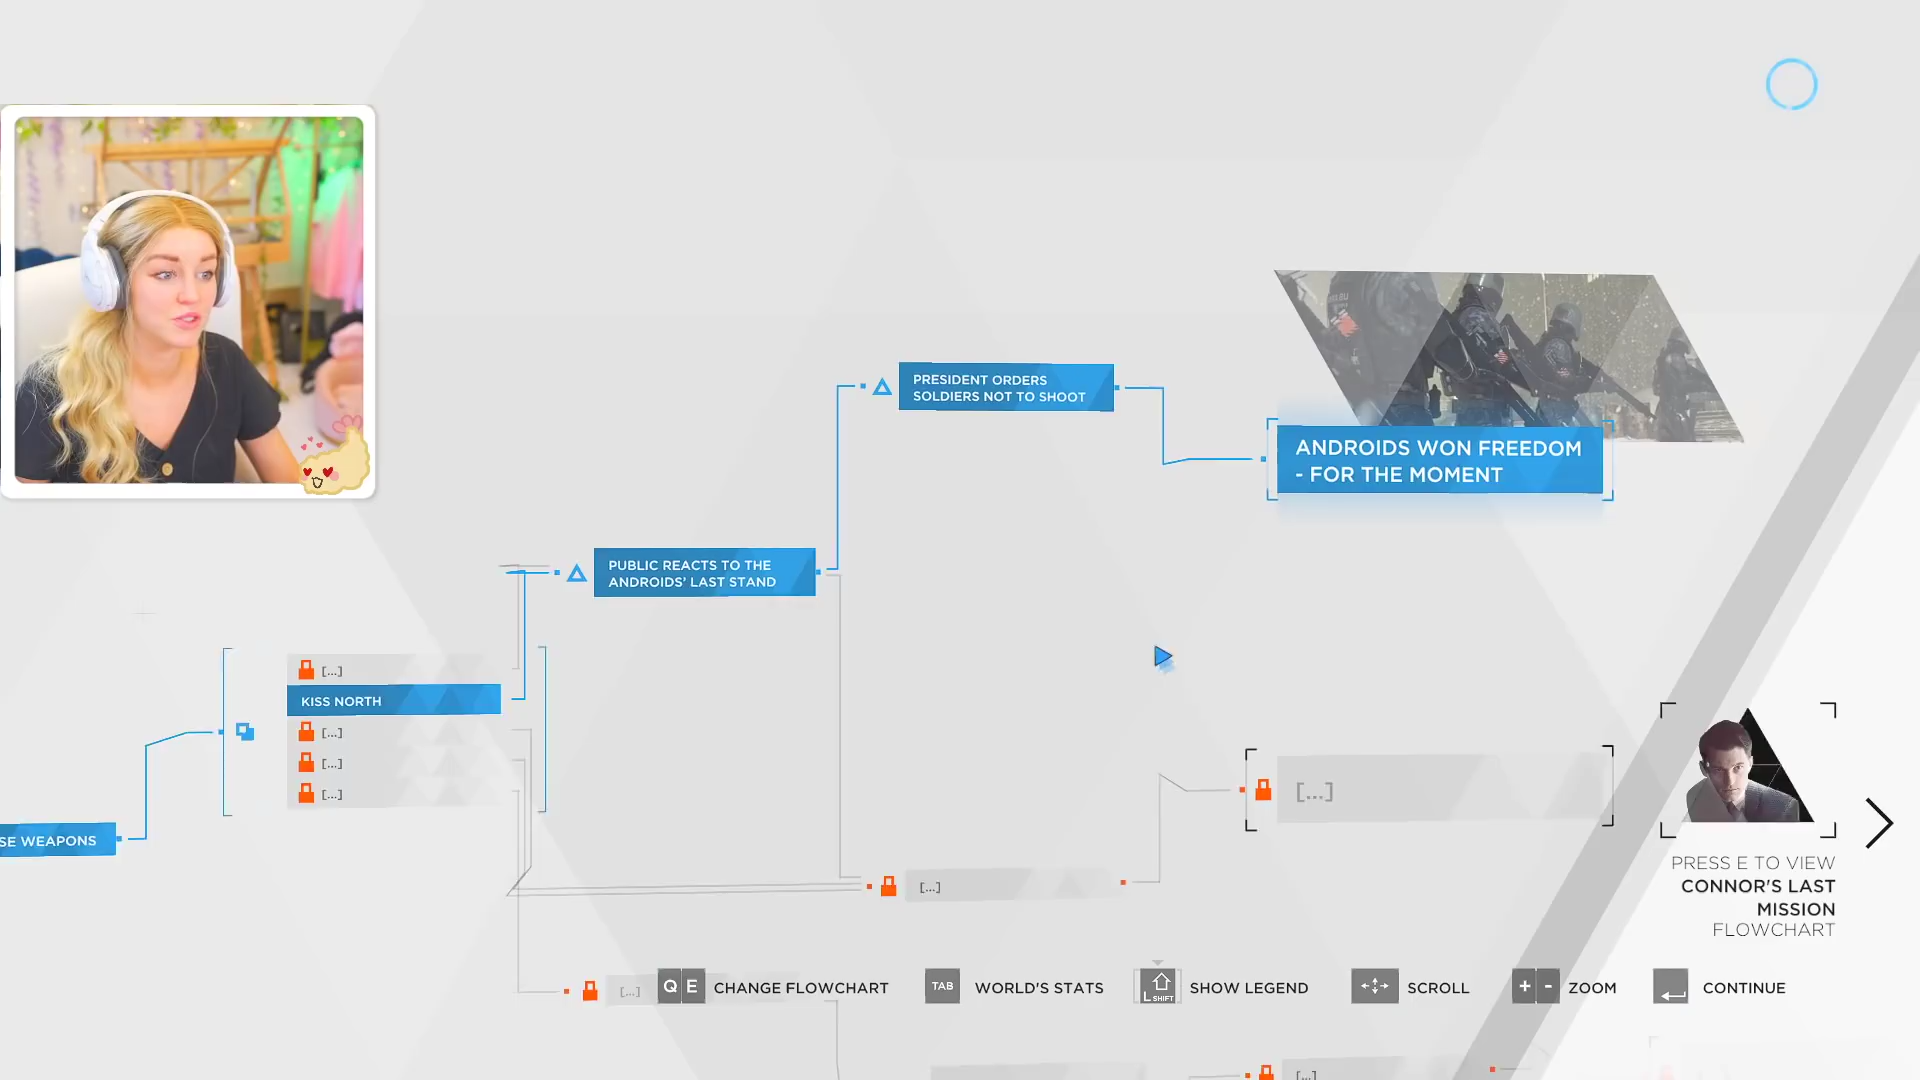 PRESIDENT ORDERS
SOLDIERS NOT TO SHOOT
ANDROIDS WON FREEDOM
- FOR THE MOMENT
PUBLIC REACTS TO THE
ANDROIDS' LAST STAND
[...]
KISS NORTH
[...]
[...]
[...]
SE WEAPONS
[...]
[...]
PRESS E TO VIEW
CONNOR'S LAST
MISSION
FLOWCHART
[...]
Q E CHANGE FLOWCHART
TAB WORLD'S STATS
L SHIFT SHOW LEGEND
SCROLL
+ - ZOOM
CONTINUE
[...]